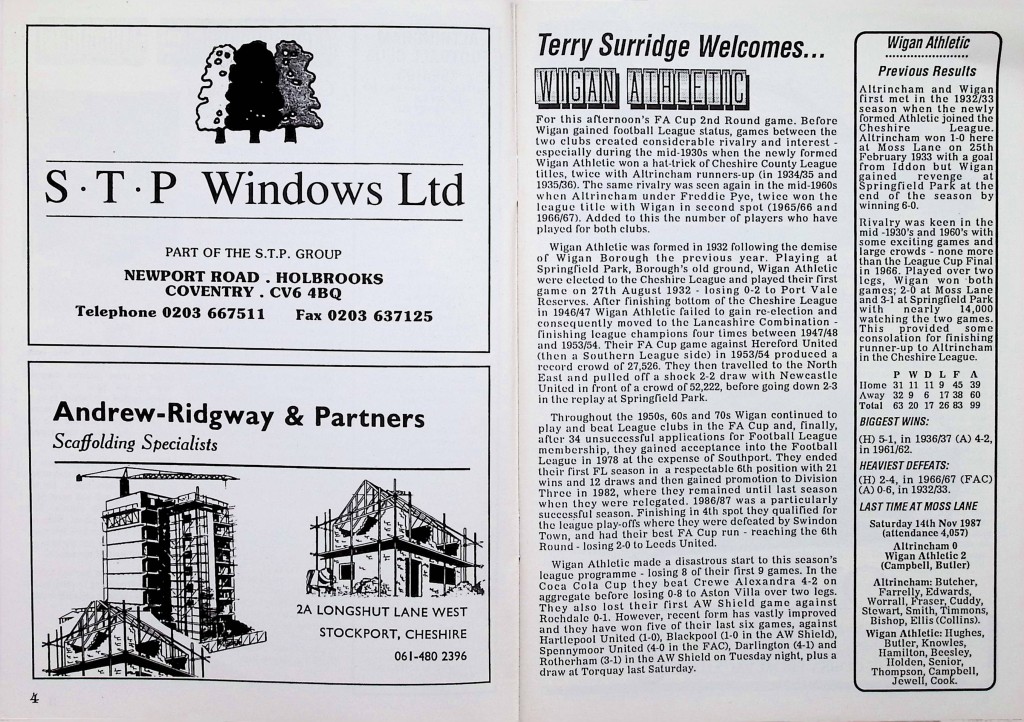 S·T·P Windows Ltd
PART OF THE S.T.P. GROUP
NEWPORT ROAD . HOLBROOKS
COVENTRY . CV6 4BQ
Telephone 0203 667511 Fax 0203 637125
Andrew-Ridgway & Partners
Scaffolding Specialists
2A LONGSHUT LANE WEST
STOCKPORT, CHESHIRE
061-480 2396
4
Terry Surridge Welcomes...
WIGAN ATHLETIC
For this afternoon's FA Cup 2nd Round game. Before
Wigan gained football League status, games between the
two clubs created considerable rivalry and interest -
especially during the mid-1930s when the newly formed
Wigan Athletic won a hat-trick of Cheshire County League
titles, twice with Altrincham runners-up (in 1934/35 and
1935/36). The same rivalry was seen again in the mid-1960s
when Altrincham under Freddie Pye, twice won the
league title with Wigan in second spot (1965/66 and
1966/67). Added to this the number of players who have
played for both clubs.
Wigan Athletic was formed in 1932 following the demise
of Wigan Borough the previous year. Playing at
Springfield Park, Borough's old ground, Wigan Athletic
were elected to the Cheshire League and played their first
game on 27th August 1932 - losing 0-2 to Port Vale
Reserves. After finishing bottom of the Cheshire League
in 1946/47 Wigan Athletic failed to gain re-election and
consequently moved to the Lancashire Combination -
finishing league champions four times between 1947/48
and 1953/54. Their FA Cup game against Hereford United
(then a Southern League side) in 1953/54 produced a
record crowd of 27,526. They then travelled to the North
East and pulled off a shock 2-2 draw with Newcastle
United in front of a crowd of 52,222, before going down 2-3
in the replay at Springfield Park.
Throughout the 1950s, 60s and 70s Wigan continued to
play and beat League clubs in the FA Cup and, finally,
after 34 unsuccessful applications for Football League
membership, they gained acceptance into the Football
League in 1978 at the expense of Southport. They ended
their first FL season in a respectable 6th position with 21
wins and 12 draws and then gained promotion to Division
Three in 1982, where they remained until last season
when they were relegated. 1986/87 was a particularly
successful season. Finishing in 4th spot they qualified for
the league play-offs where they were defeated by Swindon
Town, and had their best FA Cup run - reaching the 6th
Round - losing 2-0 to Leeds United.
Wigan Athletic made a disastrous start to this season's
league programme - losing 8 of their first 9 games. In the
Coca Cola Cup they beat Crewe Alexandra 4-2 on
aggregate before losing 0-8 to Aston Villa over two legs.
They also lost their first AW Shield game against
Rochdale 0-1. However, recent form has vastly improved
and they have won five of their last six games, against
Hartlepool United (1-0), Blackpool (1-0 in the AW Shield),
Spennymoor United (4-0 in the FAC), Darlington (4-1) and
Rotherham (3-1) in the AW Shield on Tuesday night, plus a
draw at Torquay last Saturday.
Wigan Athletic
Previous Results
Altrincham and Wigan
first met in the 1932/33
season when the newly
formed Athletic joined the
Cheshire League.
Altrincham won 1-0 here
at Moss Lane on 25th
February 1933 with a goal
from Iddon but Wigan
gained revenge at
Springfield Park at the
end of the season by
winning 6-0.
Rivalry was keen in the
mid -1930's and 1960's with
some exciting games and
large crowds - none more
than the League Cup Final
in 1966. Played over two
legs, Wigan won both
games; 2-0 at Moss Lane
and 3-1 at Springfield Park
with nearly 14,000
watching the two games.
This provided some
consolation for finishing
runner-up to Altrincham
in the Cheshire League.
P W D L F A
Home 31 11 11 9 45 39
Away 32 9 6 17 38 60
Total 63 20 17 26 83 99
BIGGEST WINS:
(H) 5-1, in 1936/37 (A) 4-2,
in 1961/62.
HEAVIEST DEFEATS:
(H) 2-4, in 1966/67 (FAC)
(A) 0-6, in 1932/33.
LAST TIME AT MOSS LANE
Saturday 14th Nov 1987
(attendance 4,057)
Altrincham 0
Wigan Athletic 2
(Campbell, Butler)
Altrincham: Butcher,
Farrelly, Edwards,
Worrall, Fraser, Cuddy,
Stewart, Smith, Timmons,
Bishop, Ellis (Collins).
Wigan Athletic: Hughes,
Butler, Knowles,
Hamilton, Beesley,
Holden, Senior,
Thompson, Campbell,
Jewell, Cook.